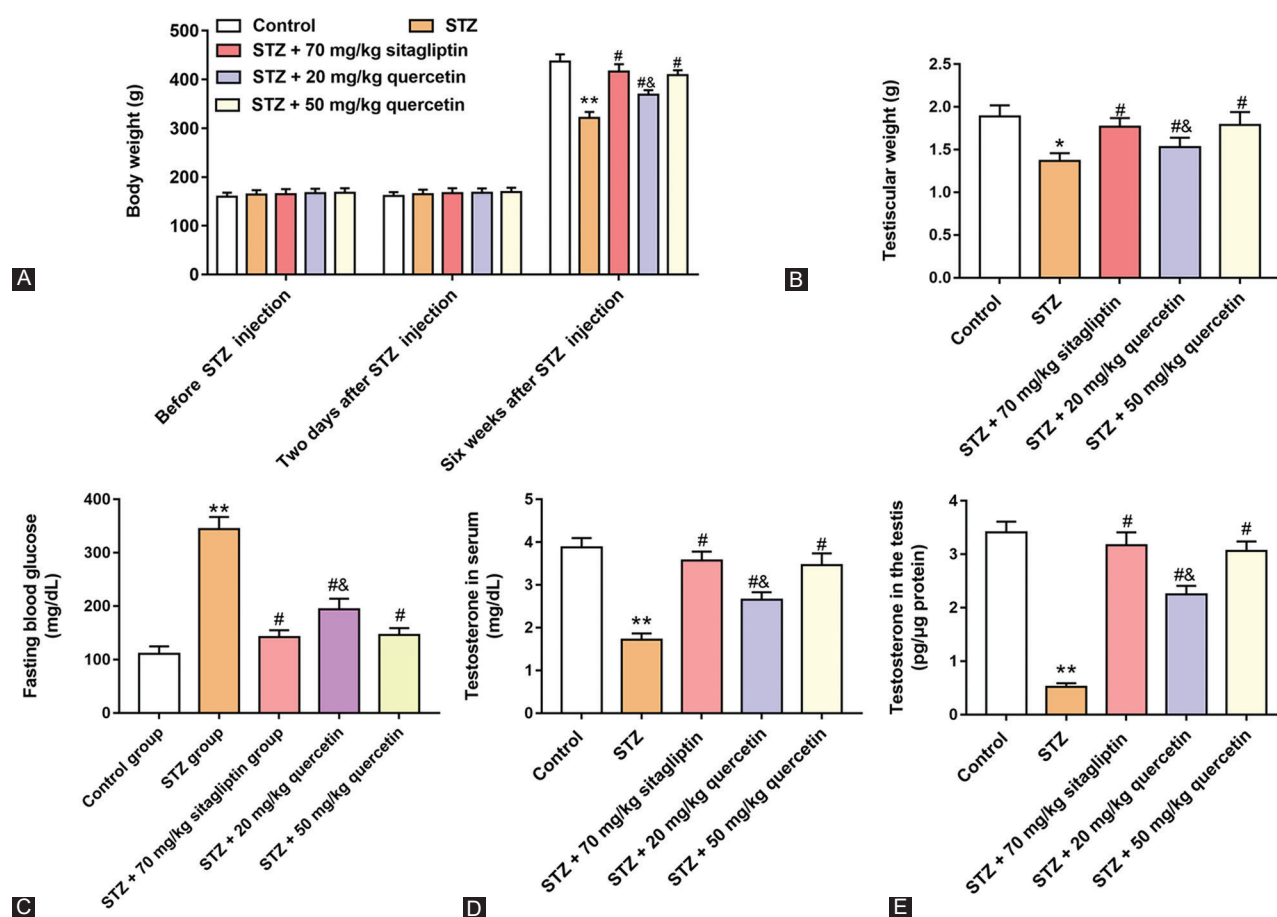 Control
STZ
STZ + 70 mg/kg sitagliptin
STZ + 20 mg/kg quercetin
STZ + 50 mg/kg quercetin
Body weight (g)
500
400
300
200
100
0
**
#
#&
#
Before STZ injection
Two days after STZ injection
Six weeks after STZ injection
A
Testiscular weight (g)
2.5
2.0
1.5
1.0
0.5
0.0
*
#
#&
#
Control
STZ
STZ + 70 mg/kg sitagliptin
STZ + 20 mg/kg quercetin
STZ + 50 mg/kg quercetin
B
Fasting blood glucose
(mg/dL)
400
300
200
100
0
**
#
#&
#
Control group
STZ group
STZ + 70 mg/kg sitagliptin group
STZ + 20 mg/kg quercetin
STZ + 50 mg/kg quercetin
C
Testosterone in serum
(mg/dL)
5
4
3
2
1
0
**
#
#&
#
Control
STZ
STZ + 70 mg/kg sitagliptin
STZ + 20 mg/kg quercetin
STZ + 50 mg/kg quercetin
D
Testosterone in the testis
(pg/μg protein)
4
3
2
1
0
**
#
#&
#
Control
STZ
STZ + 70 mg/kg sitagliptin
STZ + 20 mg/kg quercetin
STZ + 50 mg/kg quercetin
E